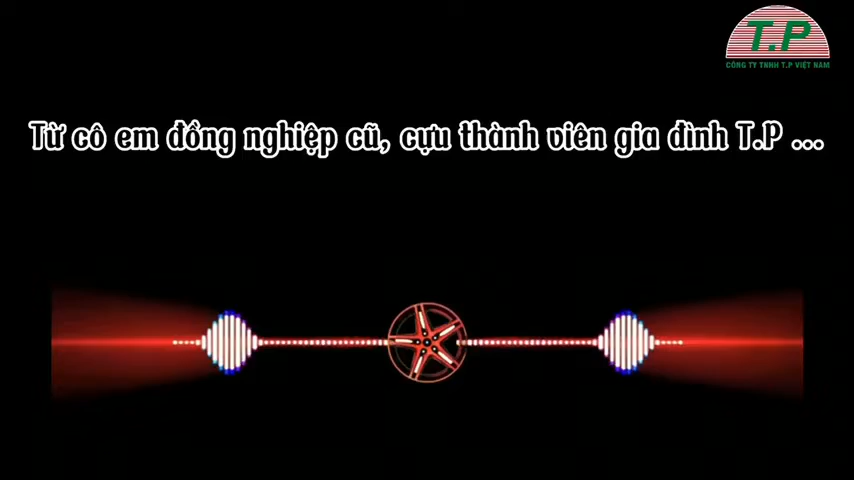 T.P
CÔNG TY TNHH T.P VIỆT NAM
Từ cô em đồng nghiệp cũ, cựu thành viên gia đình T.P ...